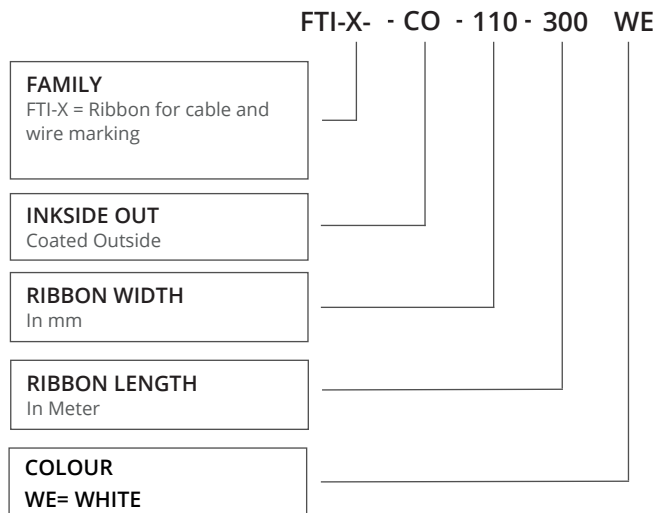 FTI-X- - CO - 110 - 300 WE
FAMILY
FTI-X = Ribbon for cable and
wire marking
INKSIDE OUT
Coated Outside
RIBBON WIDTH
In mm
RIBBON LENGTH
In Meter
COLOUR
WE= WHITE